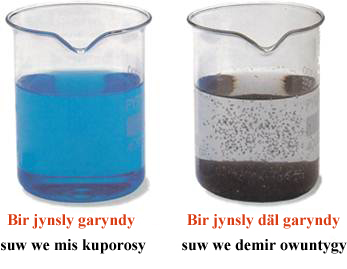 Bir jynsly garyndy
suw we mis kuporosy
Bir jynsly däl garyndy
suw we demir owuntygy